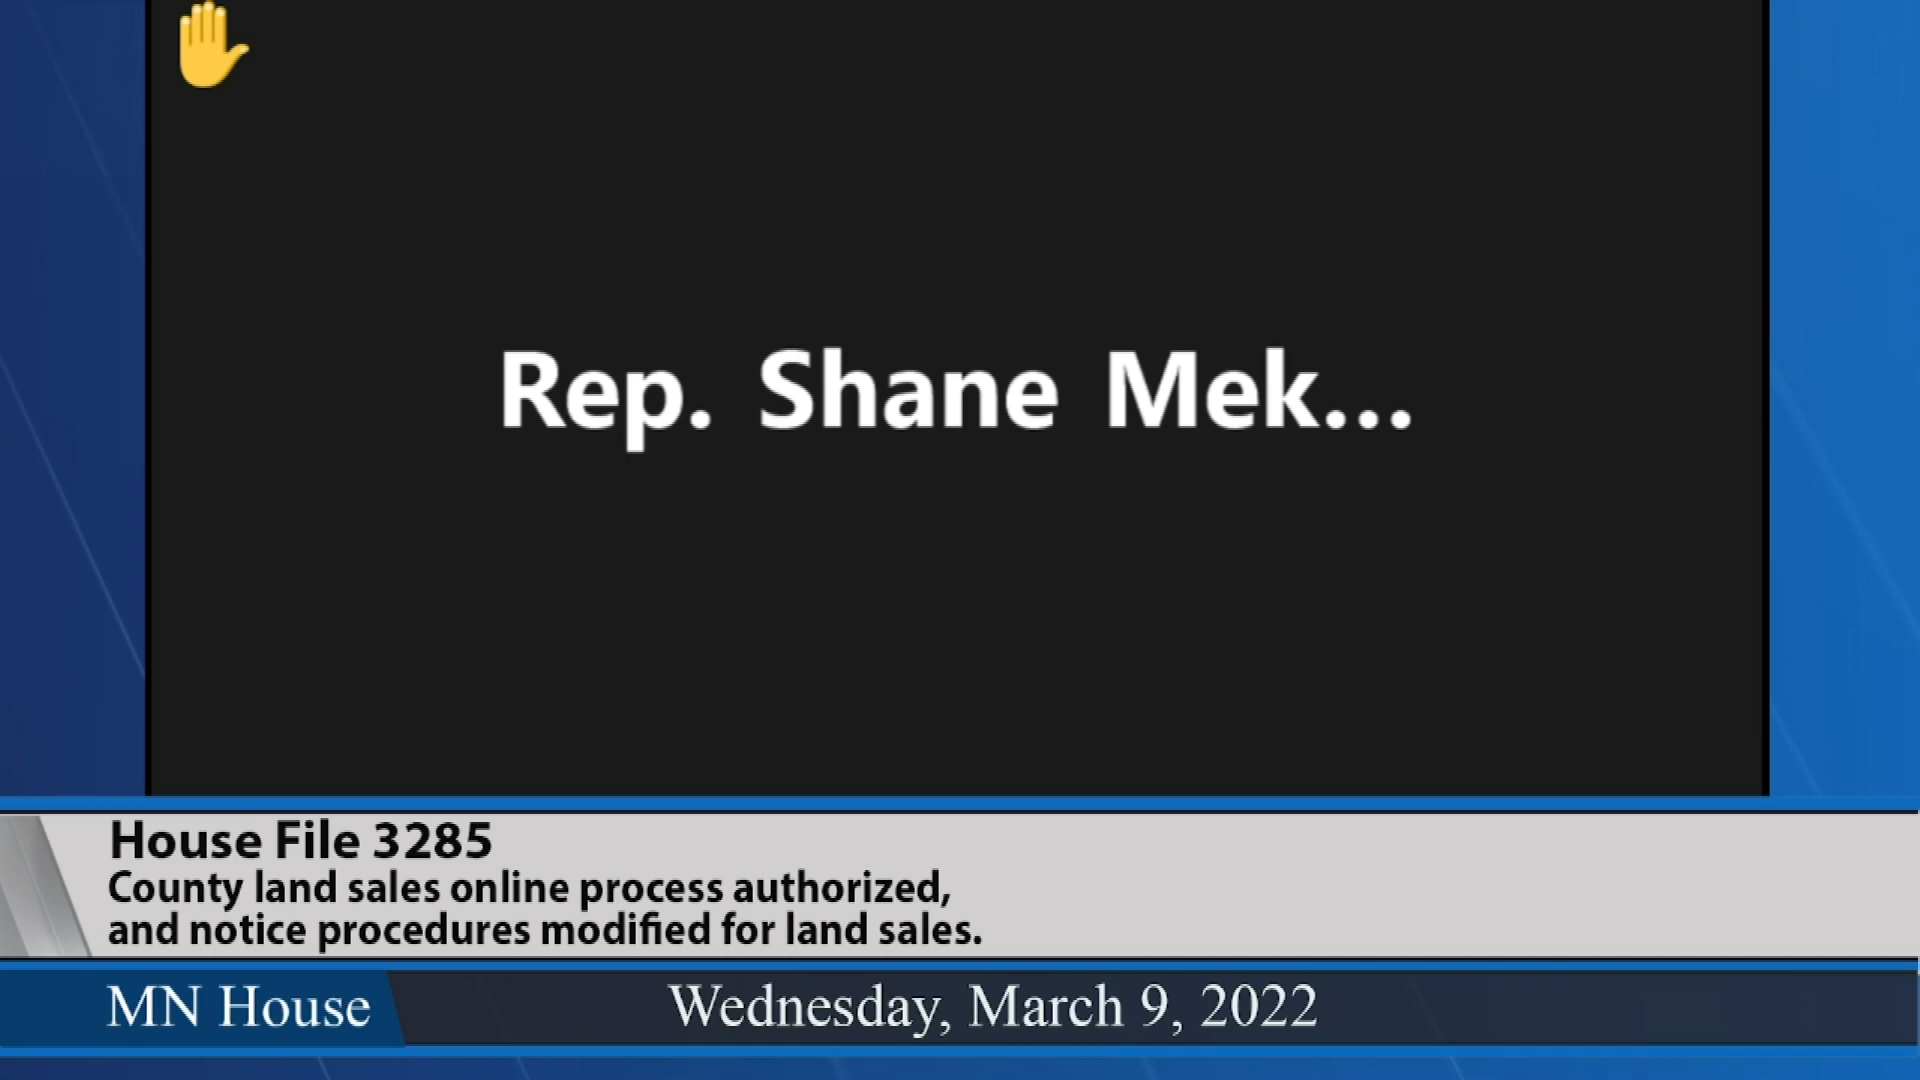 Rep. Shane Mek...
House File 3285
County land sales online process authorized,
and notice procedures modified for land sales.
MN House
Wednesday, March 9, 2022